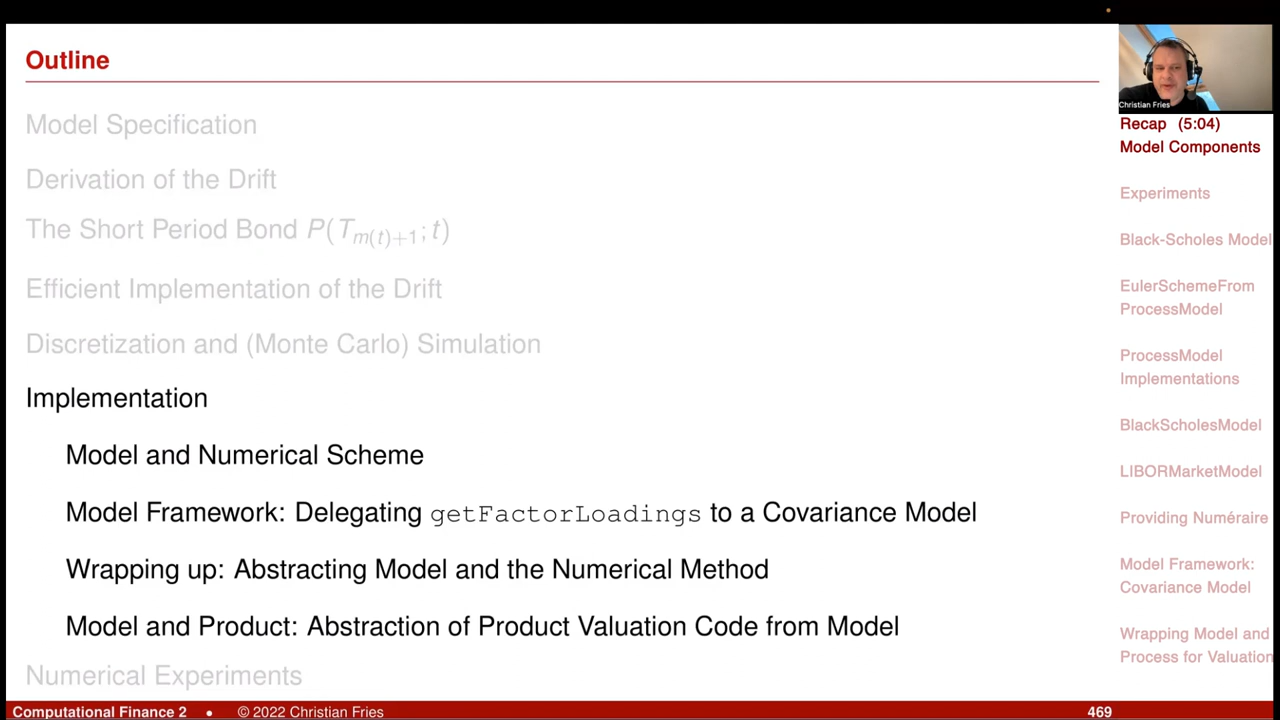 Outline
Model Specification
Derivation of the Drift
The Short Period Bond P(T_{m(t)+1}; t)
Efficient Implementation of the Drift
Discretization and (Monte Carlo) Simulation
Implementation
Model and Numerical Scheme
Model Framework: Delegating getFactorLoadings to a Covariance Model
Wrapping up: Abstracting Model and the Numerical Method
Model and Product: Abstraction of Product Valuation Code from Model
Numerical Experiments
Christian Fries
Recap (5:04)
Model Components
Experiments
Black-Scholes Model
EulerSchemeFrom
ProcessModel
ProcessModel
Implementations
BlackScholesModel
LIBORMarketModel
Providing Numéraire
Model Framework:
Covariance Model
Wrapping Model and
Process for Valuation
Computational Finance 2 • © 2022 Christian Fries 469